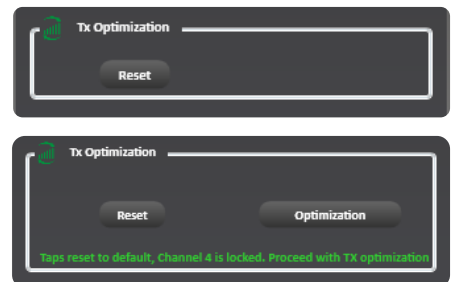 Tx Optimization
Reset
Tx Optimization
Reset Optimization
Taps reset to default, Channel 4 is locked. Proceed with TX optimization